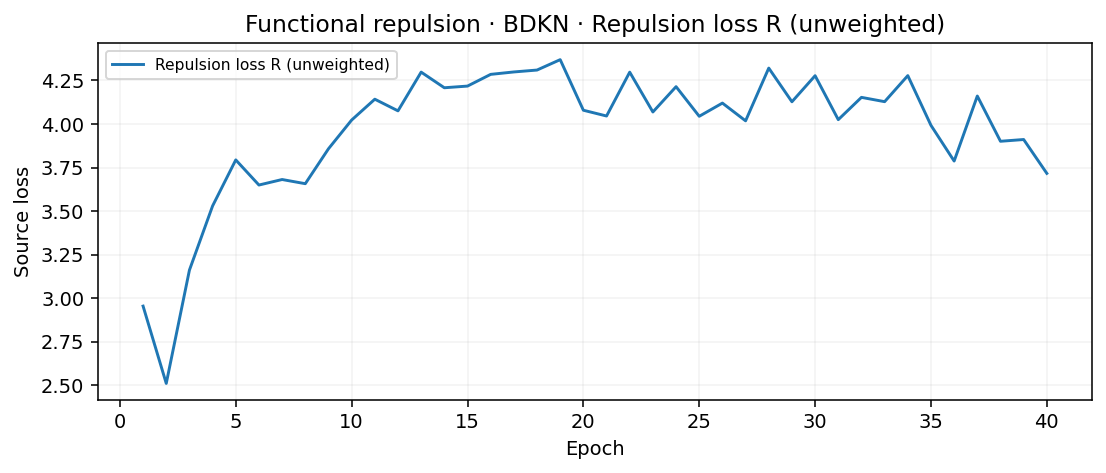 Functional repulsion · BDKN · Repulsion loss R (unweighted)
Repulsion loss R (unweighted)
Source loss
4.25
4.00
3.75
3.50
3.25
3.00
2.75
2.50
0 5 10 15 20 25 30 35 40
Epoch